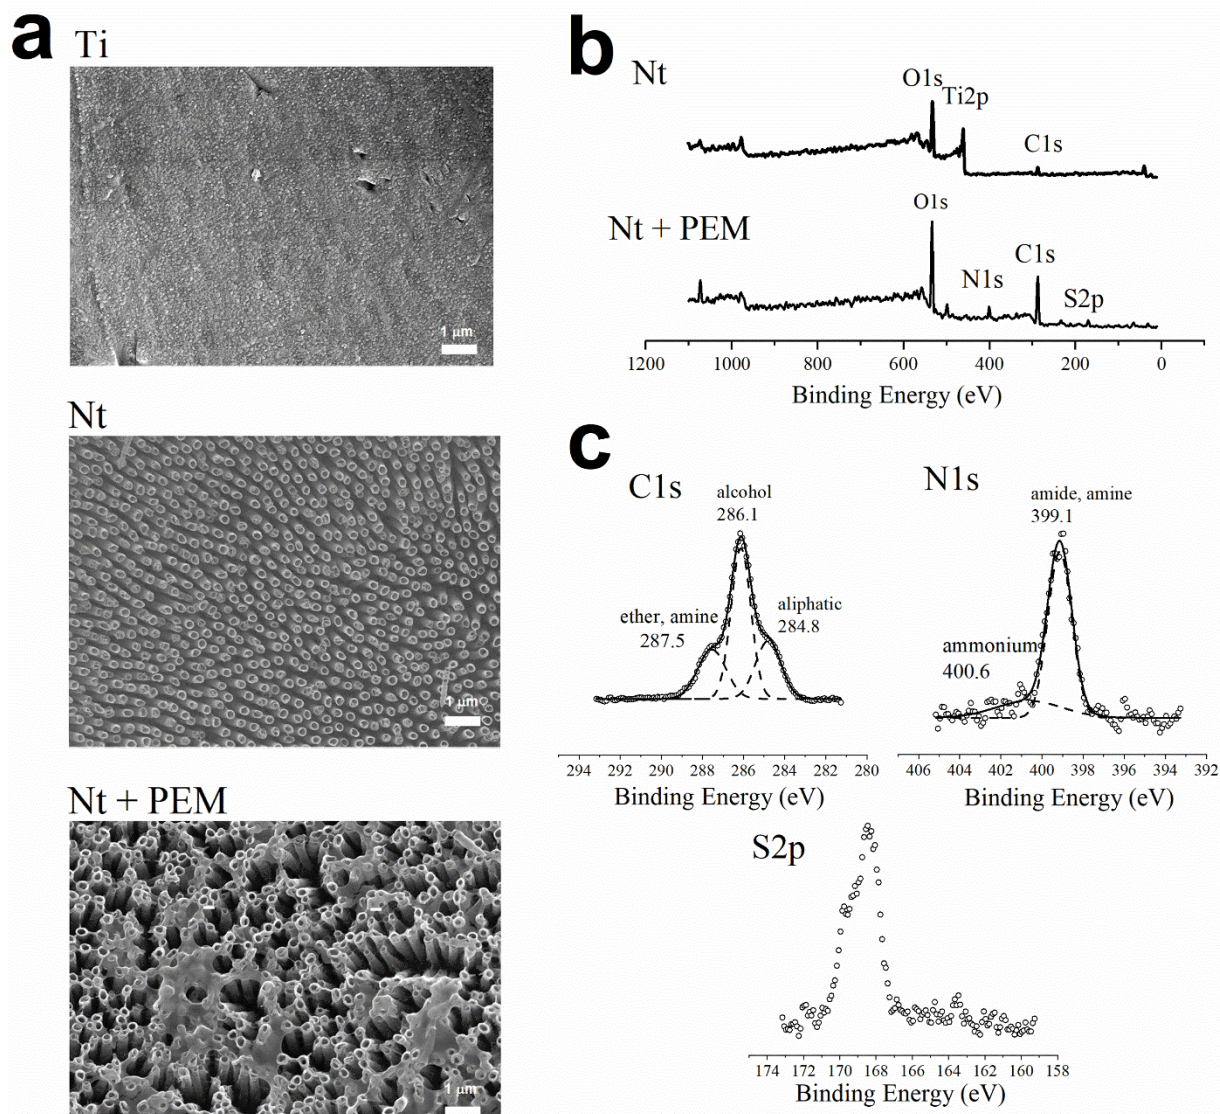 a
Ti
1 μm
Nt
1 μm
Nt + PEM
1 μm
b
Nt
O1s
Ti2p
C1s
Nt + PEM
O1s
N1s
C1s
S2p
1200 1000 800 600 400 200 0
Binding Energy (eV)
c
C1s
alcohol
286.1
ether, amine
287.5
aliphatic
284.8
294 292 290 288 286 284 282 280
Binding Energy (eV)
N1s
amide, amine
399.1
ammonium
400.6
406 404 402 400 398 396 394 392
Binding Energy (eV)
S2p
174 172 170 168 166 164 162 160 158
Binding Energy (eV)